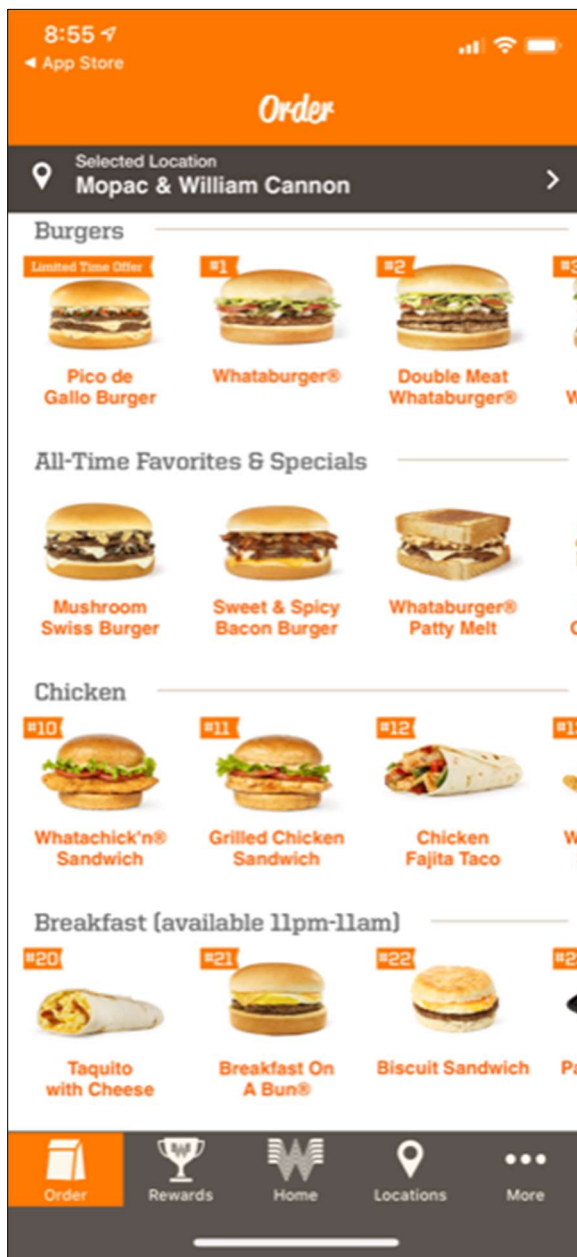 8:55
◀ App Store
Order
Selected Location
Mopac & William Cannon
Burgers
Limited Time Offer
#1
#2
#3
Pico de
Gallo Burger
Whataburger®
Double Meat
Whataburger®
W
All-Time Favorites & Specials
Mushroom
Swiss Burger
Sweet & Spicy
Bacon Burger
Whataburger®
Patty Melt
Chicken
#10
#11
#12
Whatachick'n®
Sandwich
Grilled Chicken
Sandwich
Chicken
Fajita Taco
W
Breakfast (available 11pm-11am)
#20
#21
#22
Taquito
with Cheese
Breakfast On
A Bun®
Biscuit Sandwich
Pa
Order
Rewards
Home
Locations
More